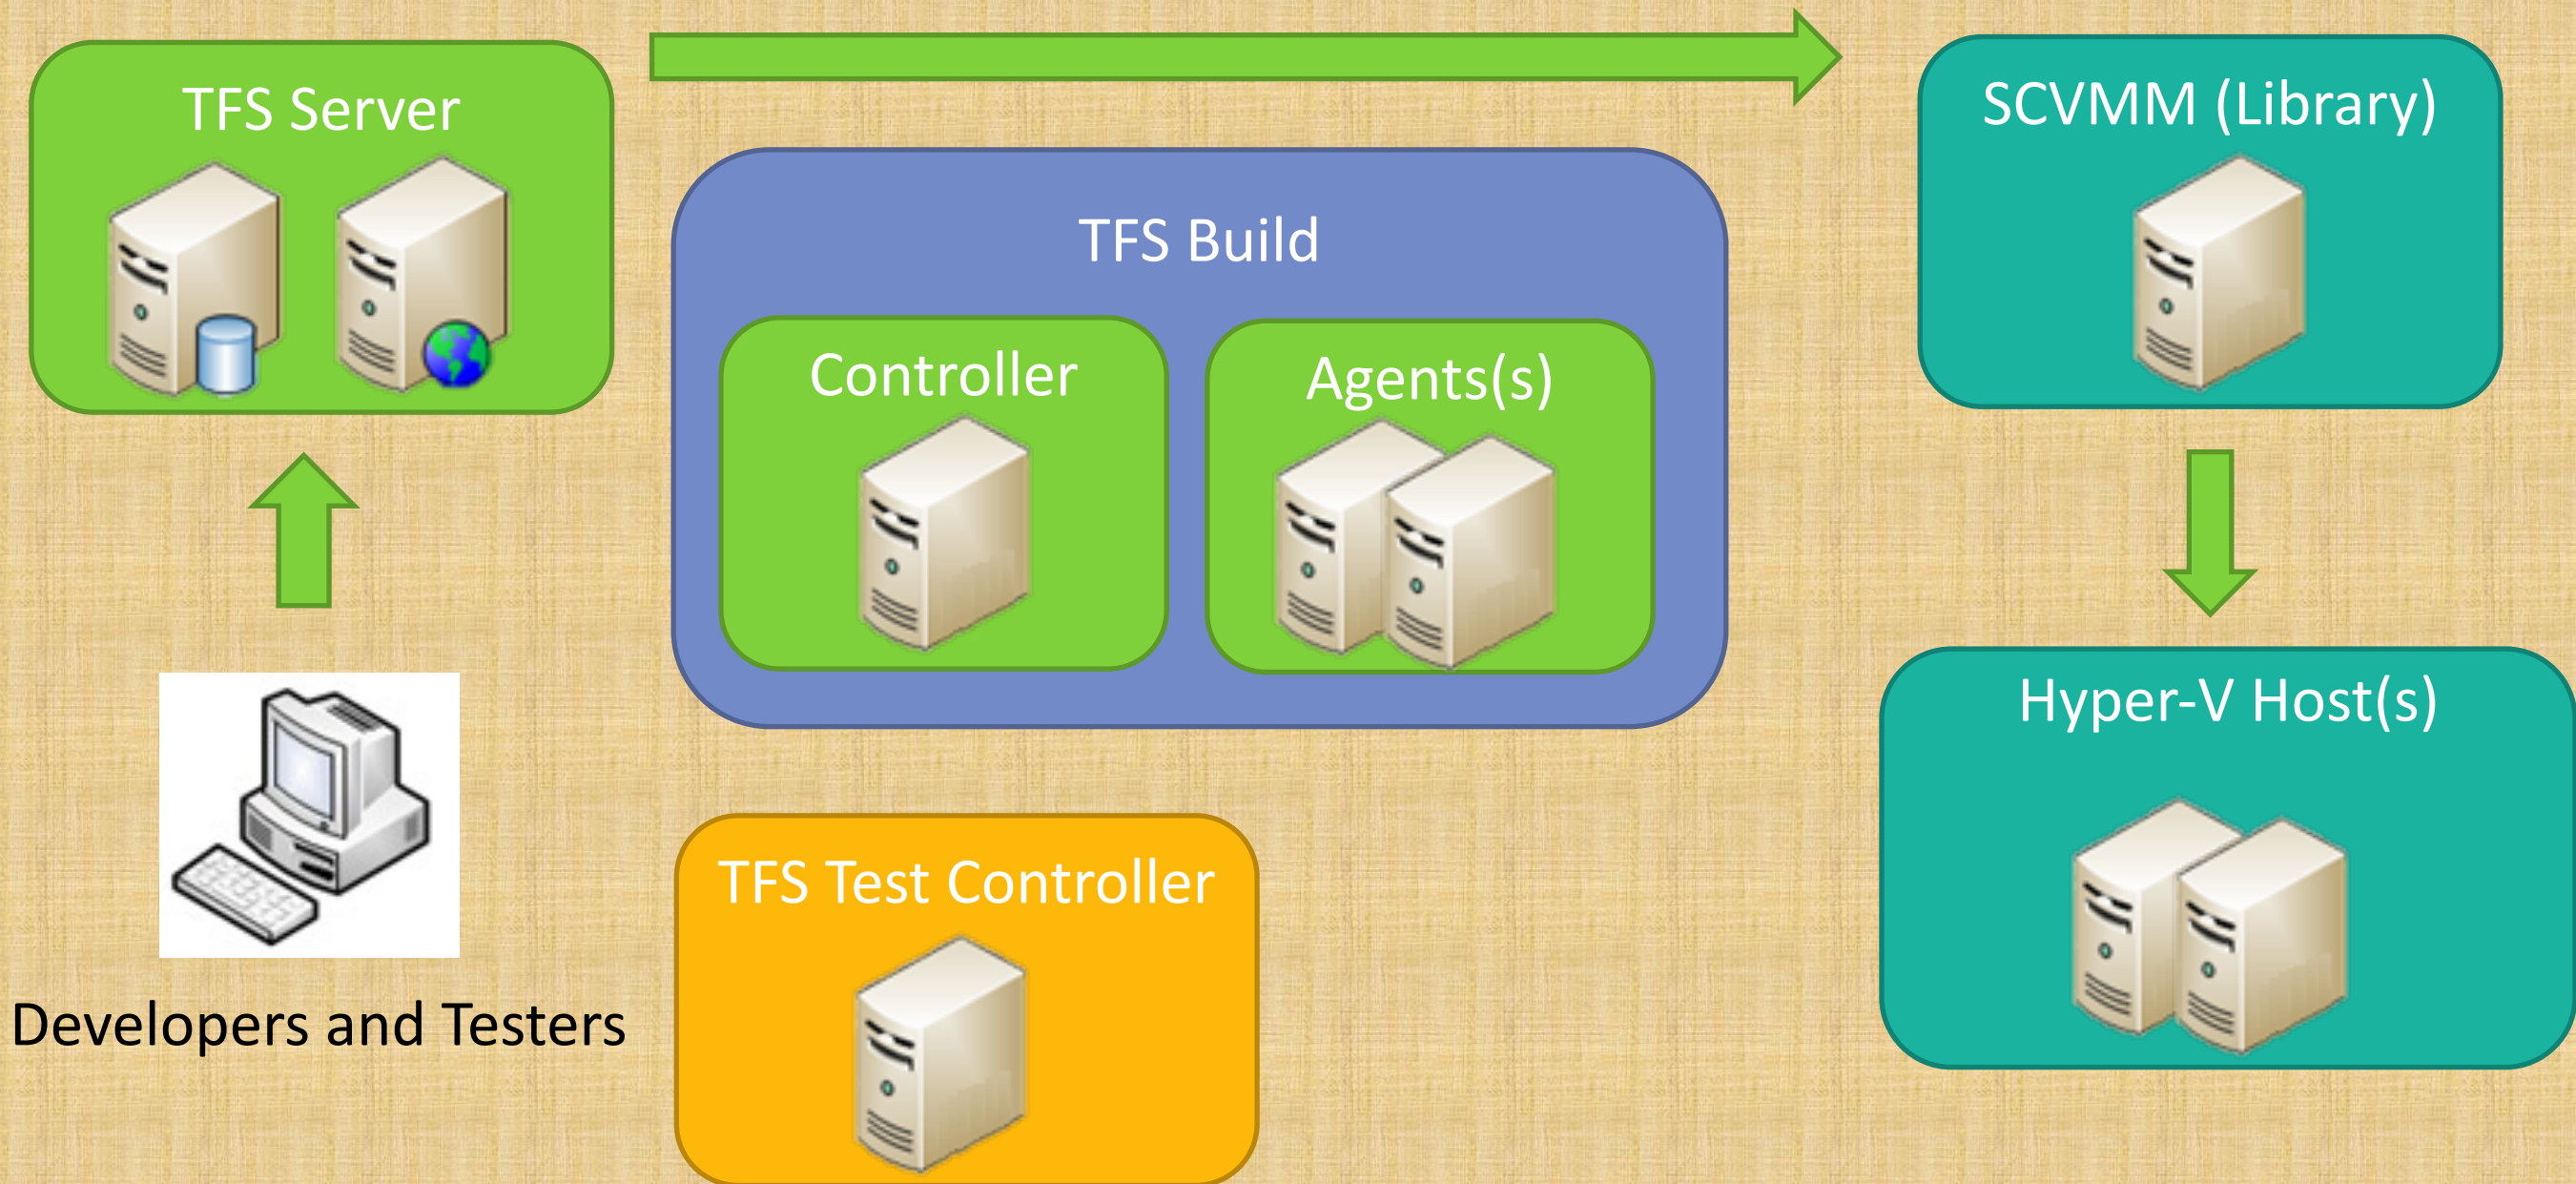 TFS Server
SCVMM (Library)
TFS Build
Controller
Agents(s)
Hyper-V Host(s)
TFS Test Controller
Developers and Testers